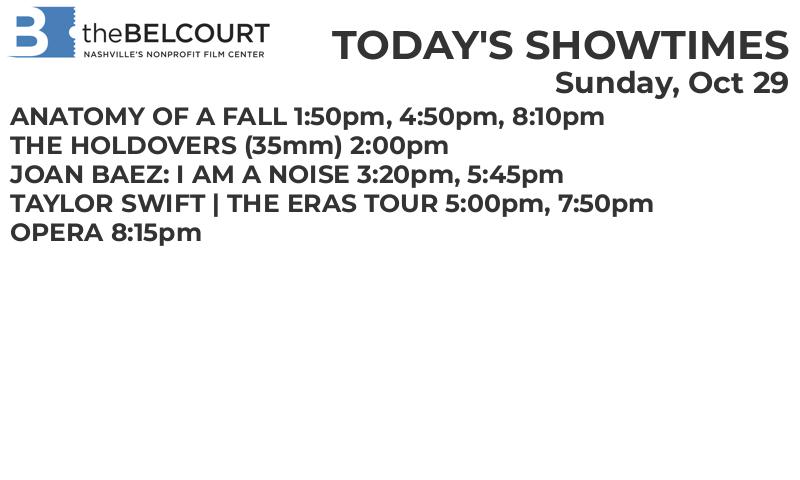 B theBELCOURT
NASHVILLE'S NONPROFIT FILM CENTER
TODAY'S SHOWTIMES
Sunday, Oct 29
ANATOMY OF A FALL 1:50pm, 4:50pm, 8:10pm
THE HOLDOVERS (35mm) 2:00pm
JOAN BAEZ: I AM A NOISE 3:20pm, 5:45pm
TAYLOR SWIFT | THE ERAS TOUR 5:00pm, 7:50pm
OPERA 8:15pm